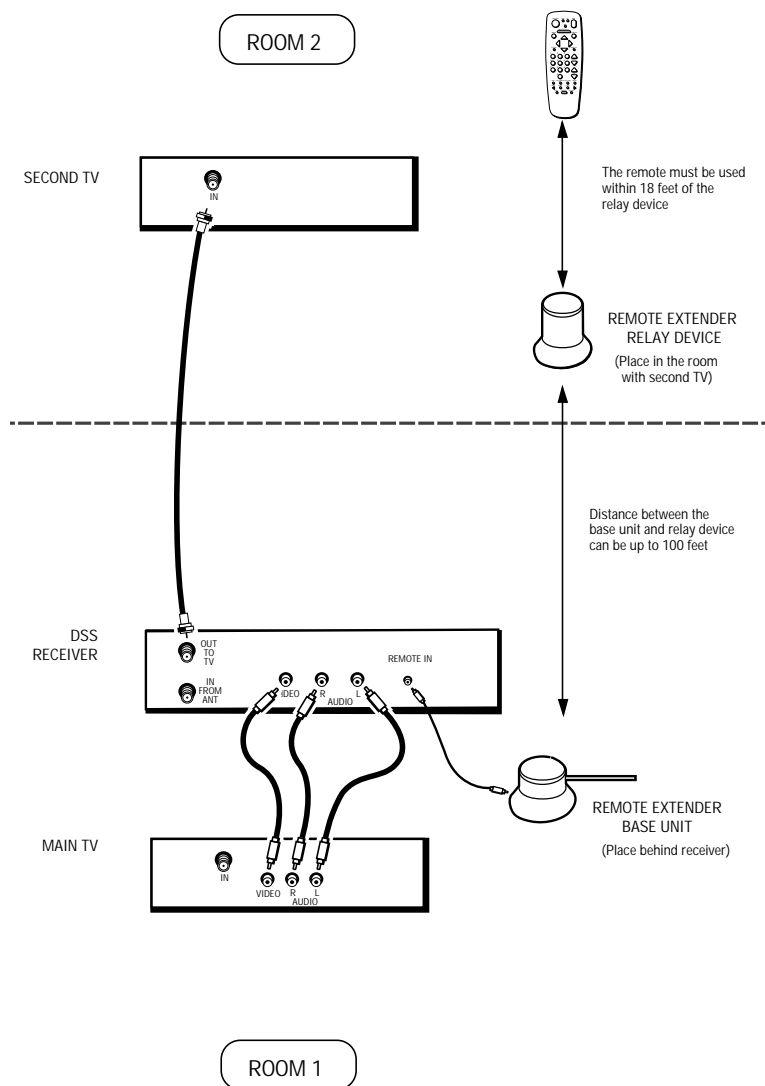 ROOM 2
SECOND TV
IN
The remote must be used
within 18 feet of the
relay device
REMOTE EXTENDER
RELAY DEVICE
(Place in the room
with second TV)
Distance between the
base unit and relay device
can be up to 100 feet
DSS
RECEIVER
OUT
TO
TV
IN
FROM
ANT
VIDEO
R
L
AUDIO
REMOTE IN
REMOTE EXTENDER
BASE UNIT
(Place behind receiver)
MAIN TV
IN
VIDEO
R
L
AUDIO
ROOM 1